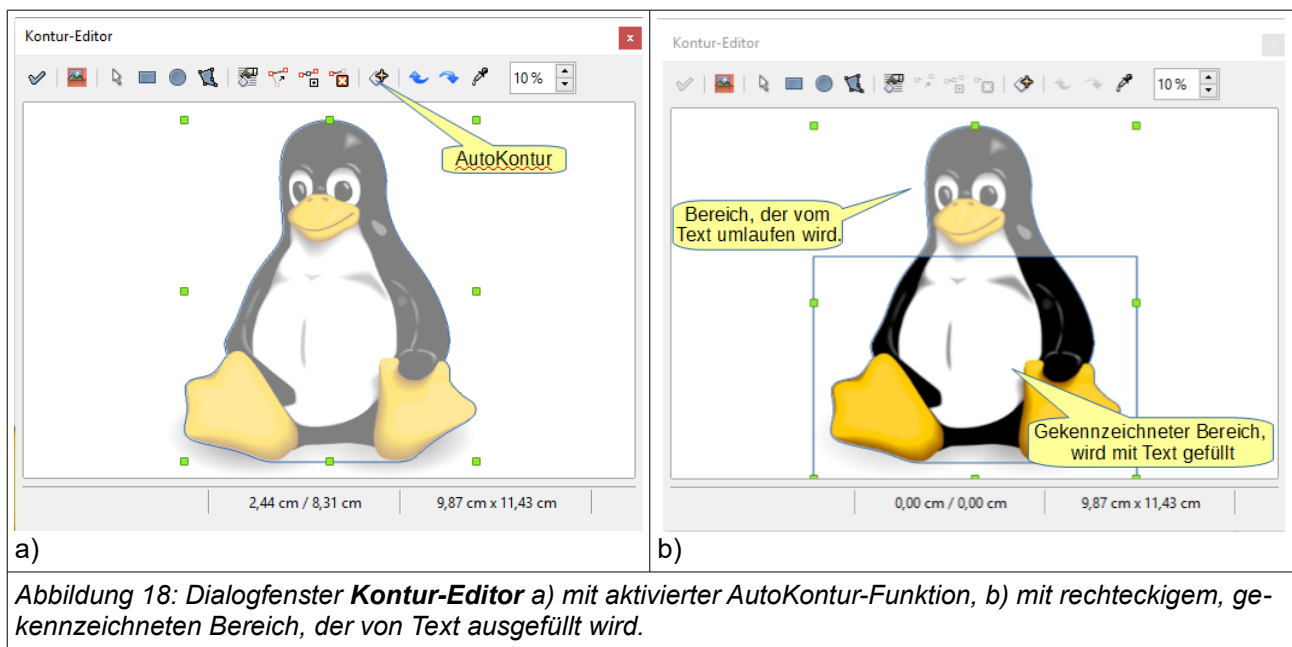 Kontur-Editor
x
10 %
AutoKontur
2,44 cm / 8,31 cm
9,87 cm x 11,43 cm
a)
Kontur-Editor
x
10 %
Bereich, der vom
Text umlaufen wird.
Gekennzeichneter Bereich,
wird mit Text gefüllt
0,00 cm / 0,00 cm
9,87 cm x 11,43 cm
b)
Abbildung 18: Dialogfenster Kontur-Editor a) mit aktivierter AutoKontur-Funktion, b) mit rechteckigem, ge-
kennzeichneten Bereich, der von Text ausgefüllt wird.